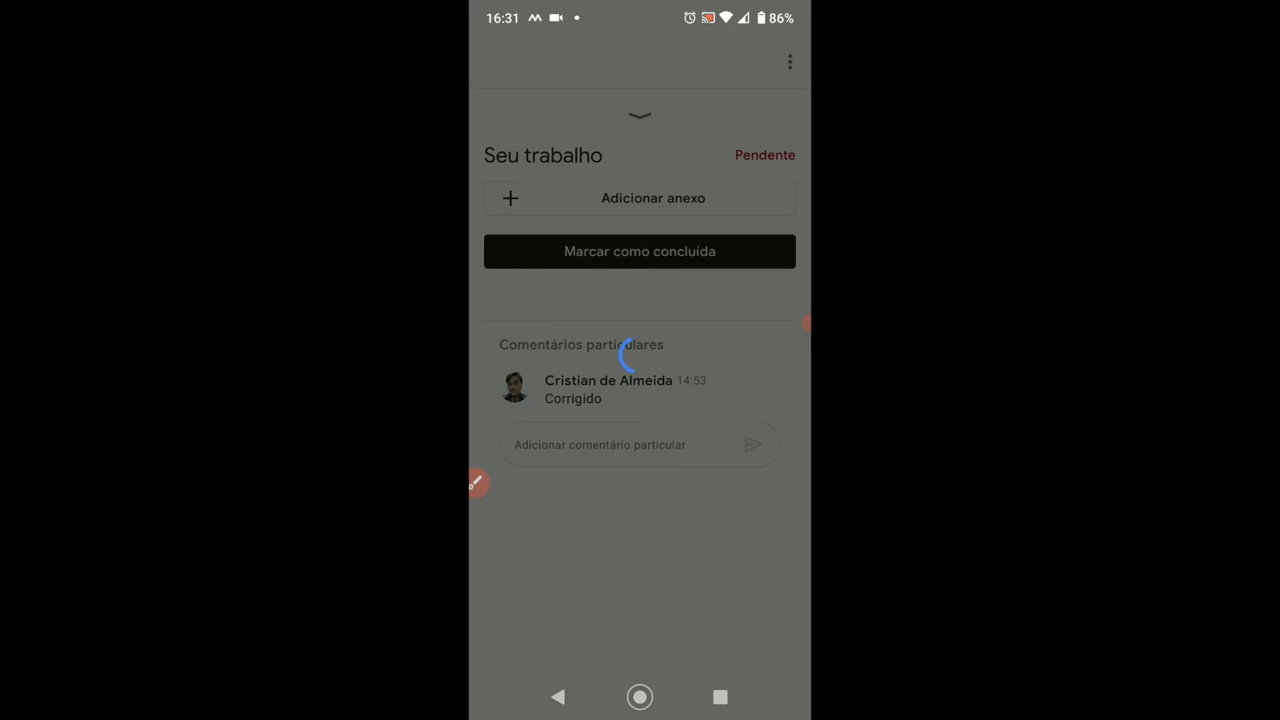 16:31
86%
Seu trabalho
Pendente
Adicionar anexo
Marcar como concluída
Comentários particulares
Cristian de Almeida 14:53
Corrigido
Adicionar comentário particular